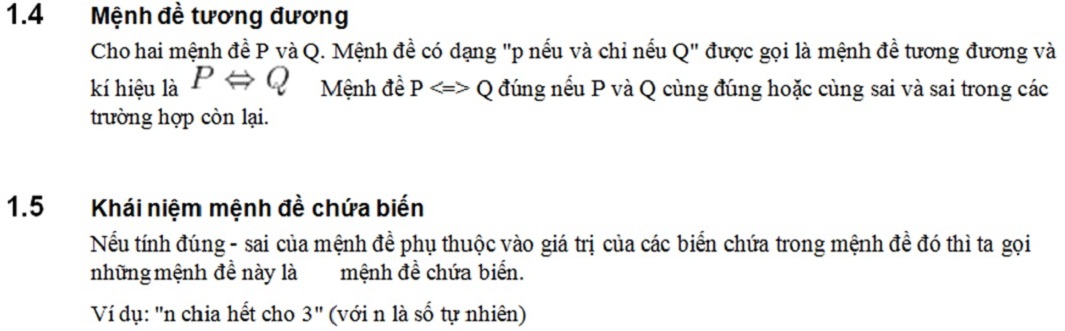 1.4 Mệnh đề tương đương
Cho hai mệnh đề P và Q. Mệnh đề có dạng "p nếu và chỉ nếu Q" được gọi là mệnh đề tương đương và
kí hiệu là P ⇔ Q Mệnh đề P <=> Q đúng nếu P và Q cùng đúng hoặc cùng sai và sai trong các
trường hợp còn lại.
1.5 Khái niệm mệnh đề chứa biến
Nếu tính đúng - sai của mệnh đề phụ thuộc vào giá trị của các biến chứa trong mệnh đề đó thì ta gọi
những mệnh đề này là mệnh đề chứa biến.
Ví dụ: "n chia hết cho 3" (với n là số tự nhiên)